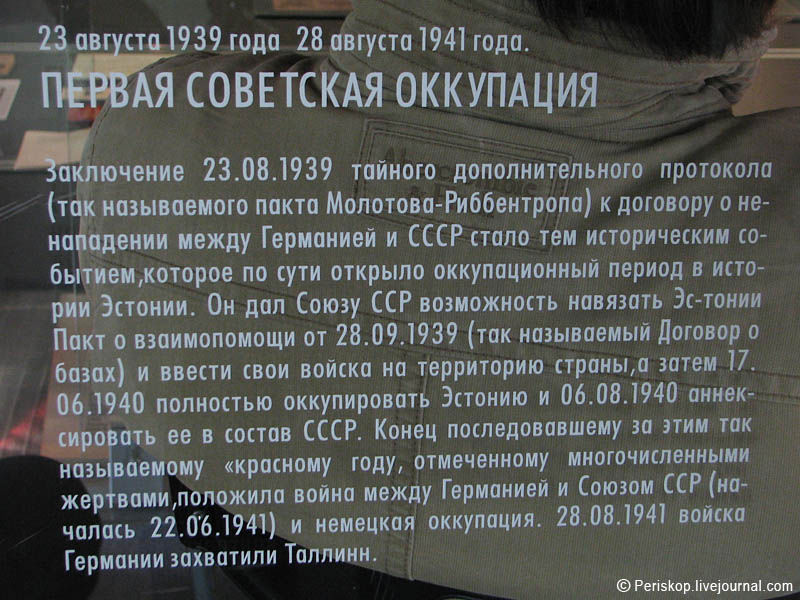 23 августа 1939 года 28 августа 1941 года.
ПЕРВАЯ СОВЕТСКАЯ ОККУПАЦИЯ
Заключение 23.08.1939 тайного дополнительного протокола
(так называемого пакта Молотова-Риббентропа) к договору о не-
нападении между Германией и СССР стало тем историческим со-
бытием,которое по сути открыло оккупационный период в исто-
рии Эстонии. Он дал Союзу ССР возможность навязать Эс-тонии
Пакт о взаимопомощи от 28.09.1939 (так называемый Договор о
базах) и ввести свои войска на территорию страны,а затем 17.
06.1940 полностью оккупировать Эстонию и 06.08.1940 аннек-
сировать ее в состав СССР. Конец последовавшему за этим так
называемому «красному году, отмеченному многочисленными
жертвами,положила война между Германией и Союзом ССР (на-
чалась 22.06.1941) и немецкая оккупация. 28.08.1941 войска
Германии захватили Таллинн.
© Periskop.livejournal.com